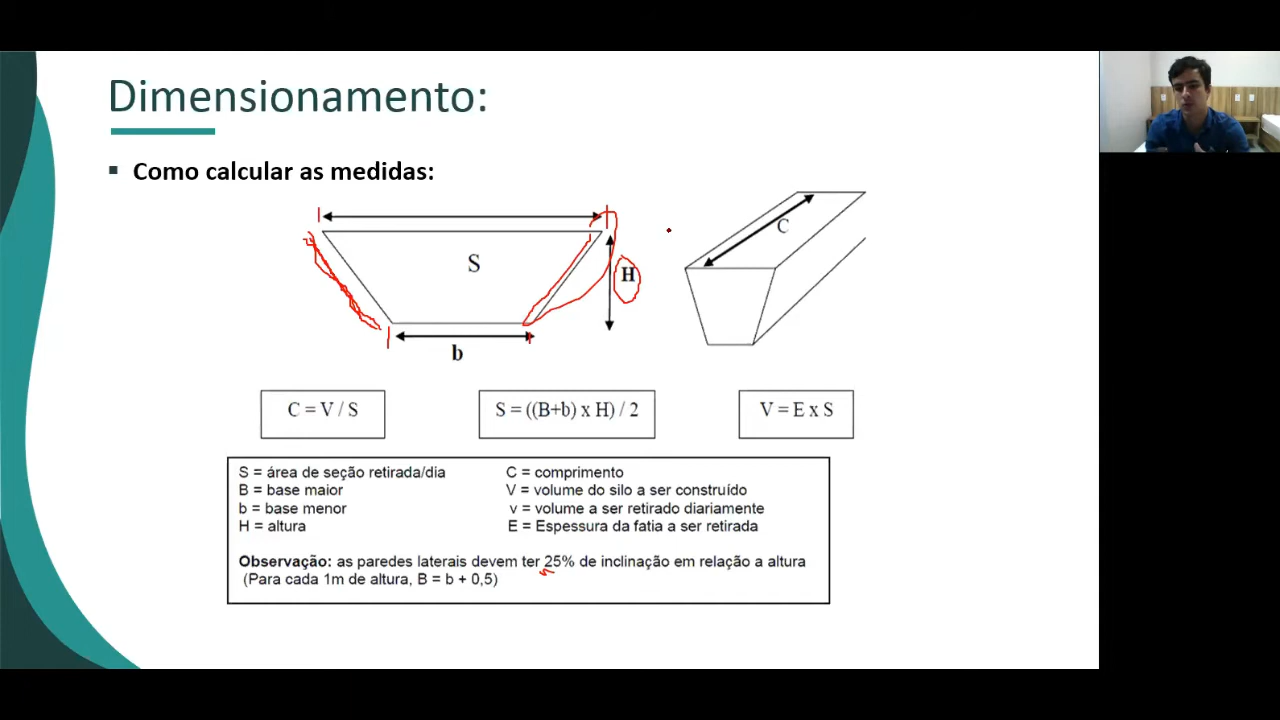 Dimensionamento:
Como calcular as medidas:
S
H
b
C
C = V / S
S = ((B+b) x H) / 2
V = E x S
S = área de seção retirada/dia
B = base maior
b = base menor
H = altura
C = comprimento
V = volume do silo a ser construído
v = volume a ser retirado diariamente
E = Espessura da fatia a ser retirada
Observação: as paredes laterais devem ter 25% de inclinação em relação a altura
(Para cada 1m de altura, B = b + 0,5)